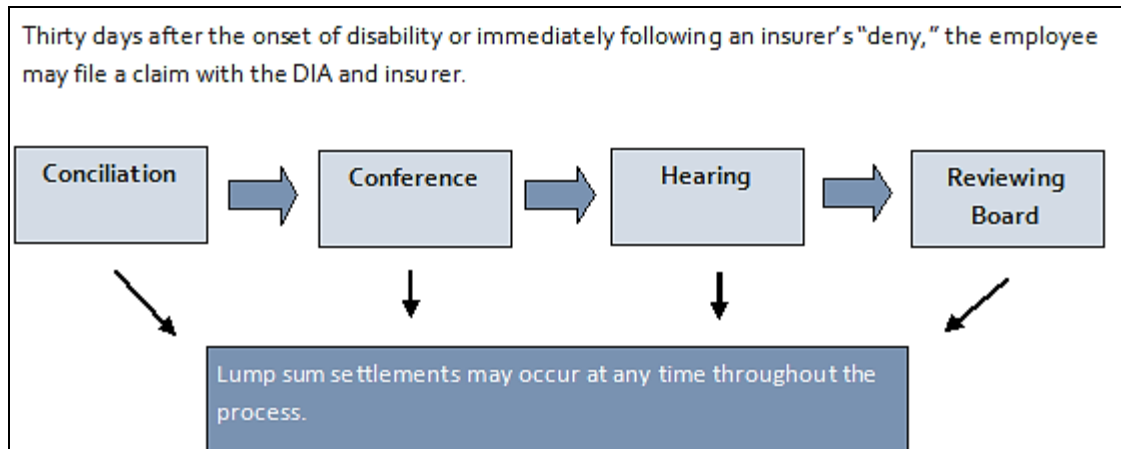 Thirty days after the onset of disability or immediately following an insurer's “deny,” the employee
may file a claim with the DIA and insurer.
Conciliation
Conference
Hearing
Reviewing
Board
Lump sum settlements may occur at any time throughout the
process.